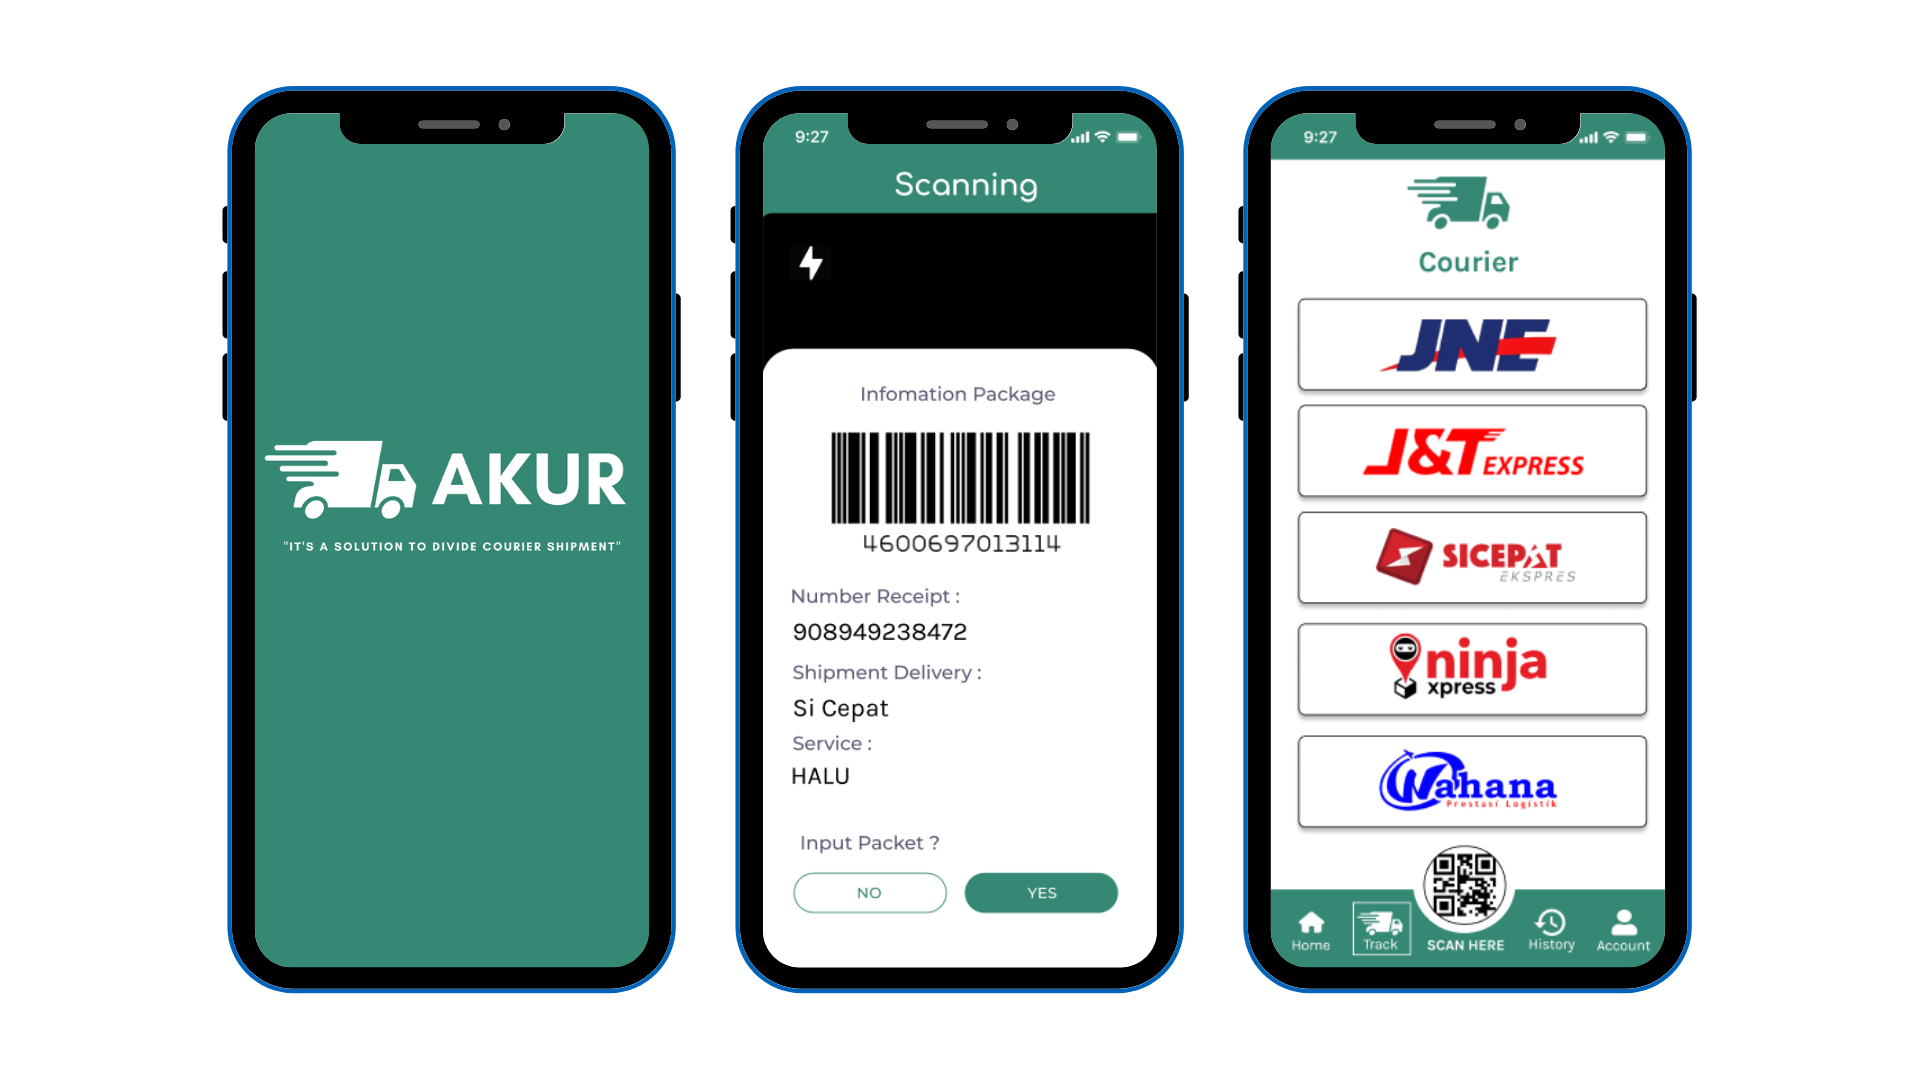 AKUR
"IT'S A SOLUTION TO DIVIDE COURIER SHIPMENT"
9:27
Scanning
Infomation Package
4600697013114
Number Receipt :
908949238472
Shipment Delivery :
Si Cepat
Service :
HALU
Input Packet ?
NO
YES
9:27
Courier
JNE
J&T EXPRESS
SICEPAT
EKSPRES
ninja
xpress
Wahana
Prestasi Logistik
Home
Track
SCAN HERE
History
Account